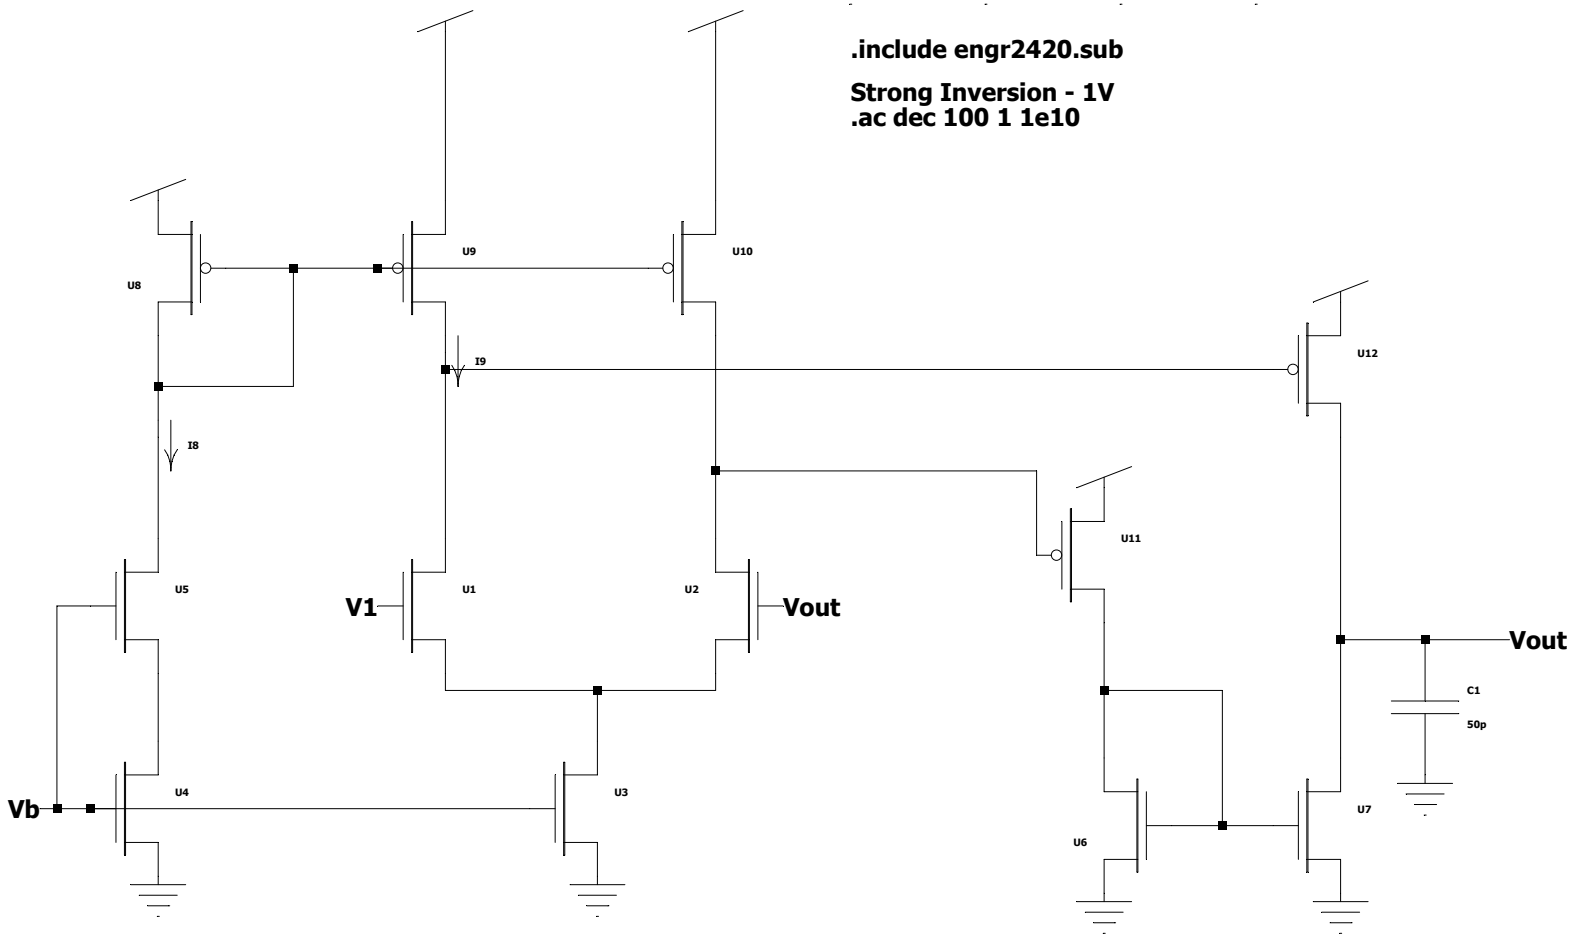 .include engr2420.sub
Strong Inversion - 1V
.ac dec 100 1 1e10
U9
U10
U8
I9
U12
I8
U11
U5
U1
U2
V1
Vout
Vout
C1
50p
U4
U3
Vb
U7
U6